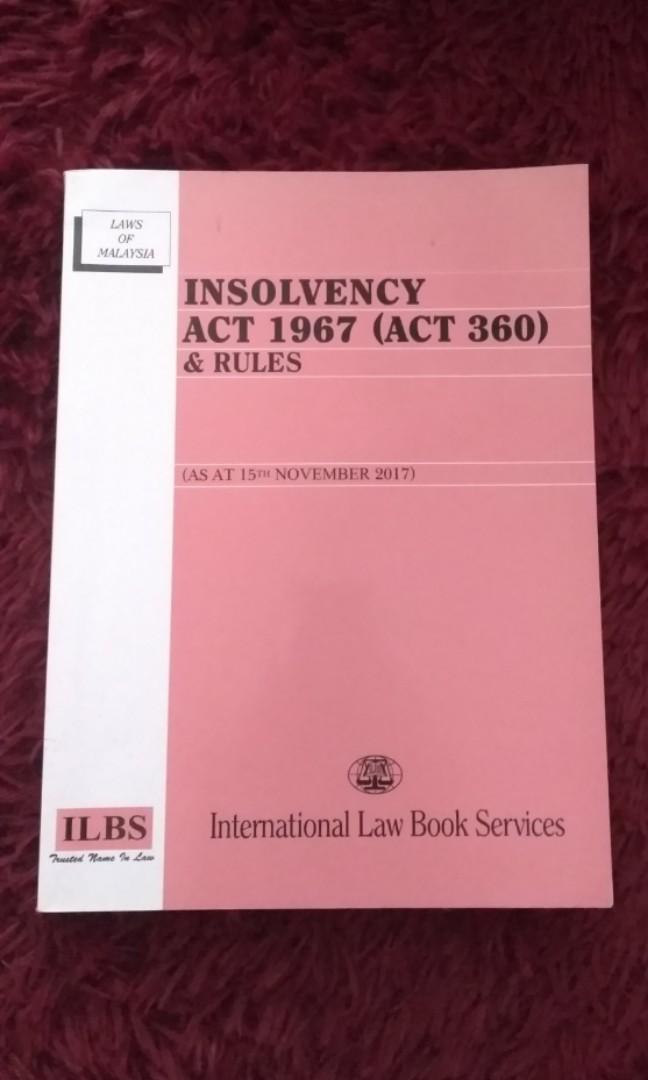 LAWS
OF
MALAYSIA
INSOLVENCY
ACT 1967 (ACT 360)
& RULES
(AS AT 15TH NOVEMBER 2017)
International Law Book Services
ILBS
Trusted Name In Law